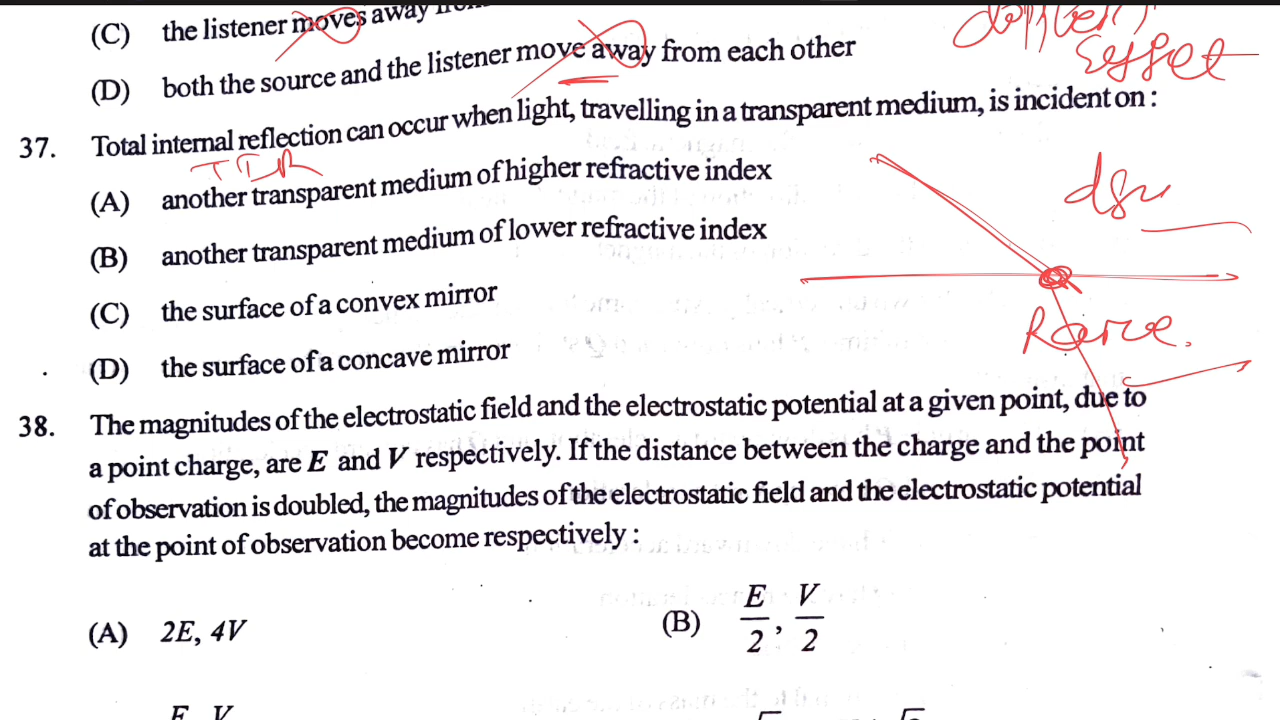 (C) the listener moves away from
(D) both the source and the listener move away from each other
37. Total internal reflection can occur when light, travelling in a transparent medium, is incident on :
TIR
(A) another transparent medium of higher refractive index
(B) another transparent medium of lower refractive index
(C) the surface of a convex mirror
(D) the surface of a concave mirror
38. The magnitudes of the electrostatic field and the electrostatic potential at a given point, due to
a point charge, are E and V respectively. If the distance between the charge and the point
of observation is doubled, the magnitudes of the electrostatic field and the electrostatic potential
at the point of observation become respectively :
(A) 2E, 4V
(B) E/2, V/2
E V